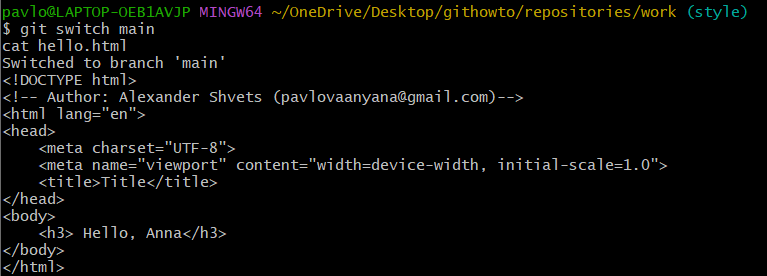 pavlo@LAPTOP-OEB1AVJP MINGW64 ~/OneDrive/Desktop/githowto/repositories/work (style)
$ git switch main
cat hello.html
Switched to branch 'main'
<!DOCTYPE html>
<!-- Author: Alexander Shvets (pavlovaanyana@gmail.com)-->
<html lang="en">
<head>
    <meta charset="UTF-8">
    <meta name="viewport" content="width=device-width, initial-scale=1.0">
    <title>Title</title>
</head>
<body>
    <h3> Hello, Anna</h3>
</body>
</html>